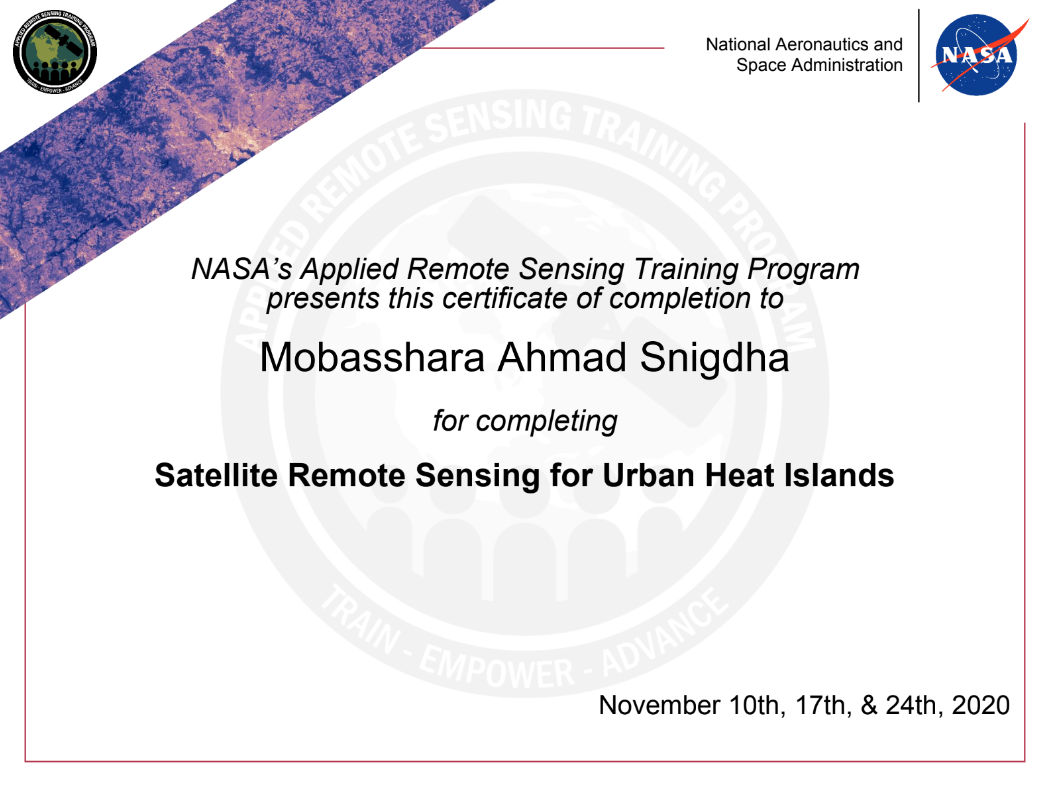 APPLIED REMOTE SENSING TRAINING PROGRAM
TRAIN - EMPOWER - ADVANCE
National Aeronautics and
Space Administration
NASA
APPLIED REMOTE SENSING TRAINING PROGRAM
NASA’s Applied Remote Sensing Training Program
presents this certificate of completion to
Mobasshara Ahmad Snigdha
for completing
Satellite Remote Sensing for Urban Heat Islands
TRAIN - EMPOWER - ADVANCE
November 10th, 17th, & 24th, 2020